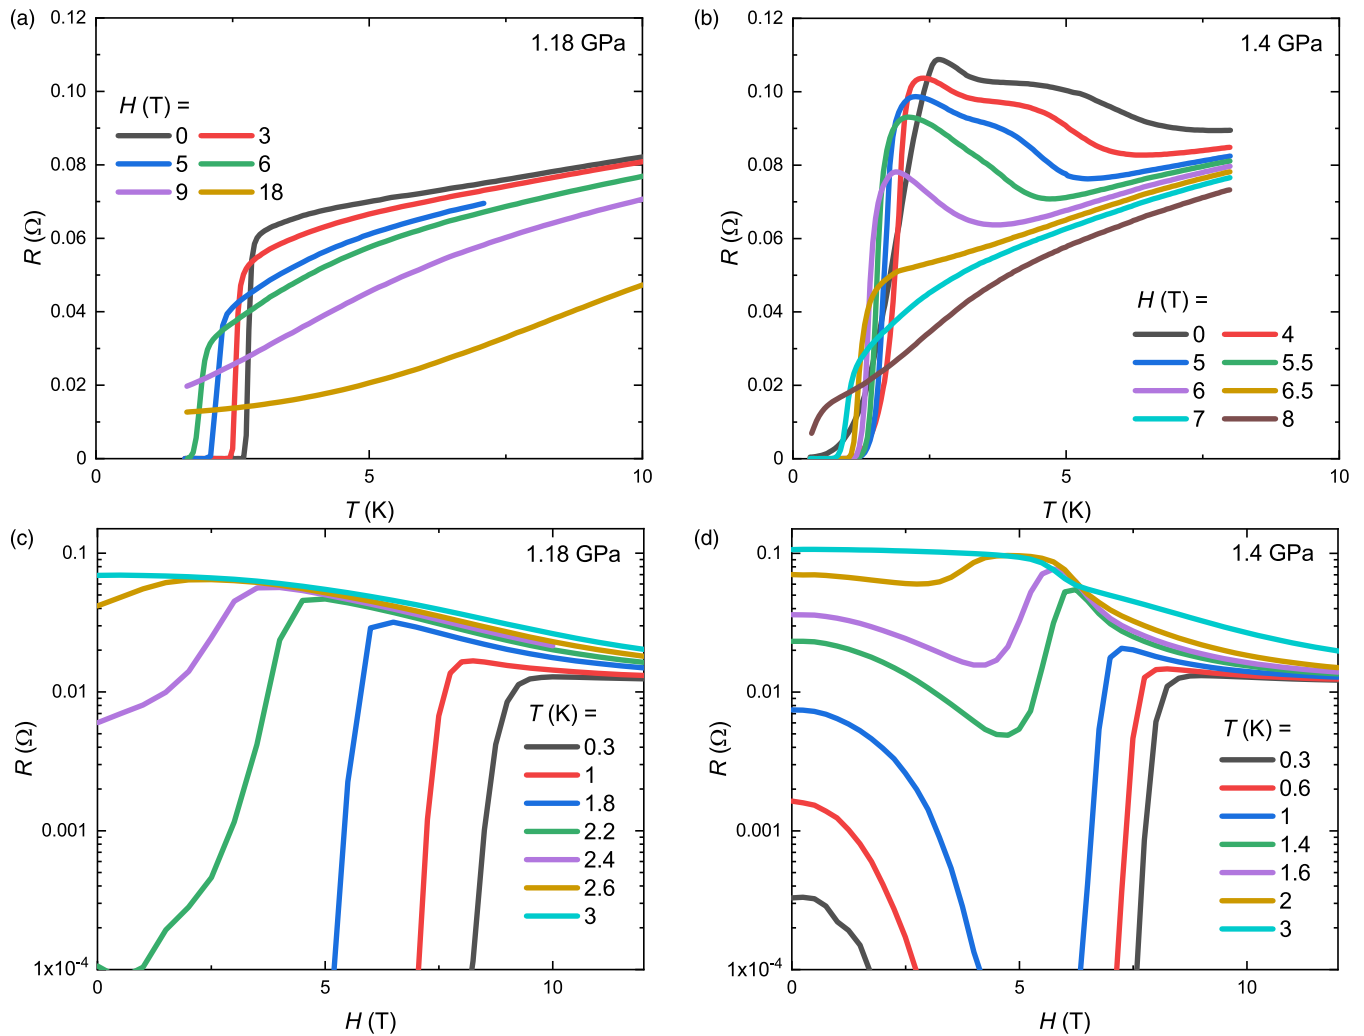 (a)
1.18 GPa
H (T) =
0 3
5 6
9 18
0.12
0.10
0.08
0.06
0.04
0.02
0
R (Ω)
0 5 10
T (K)
(b)
1.4 GPa
0.12
0.10
0.08
0.06
0.04
0.02
0
R (Ω)
H (T) =
0 4
5 5.5
6 6.5
7 8
0 5 10
T (K)
(c)
1.18 GPa
0.1
0.01
0.001
1x10⁻⁴
R (Ω)
T (K) =
0.3
1
1.8
2.2
2.4
2.6
3
0 5 10
H (T)
(d)
1.4 GPa
0.1
0.01
0.001
1x10⁻⁴
R (Ω)
T (K) =
0.3
0.6
1
1.4
1.6
2
3
0 5 10
H (T)